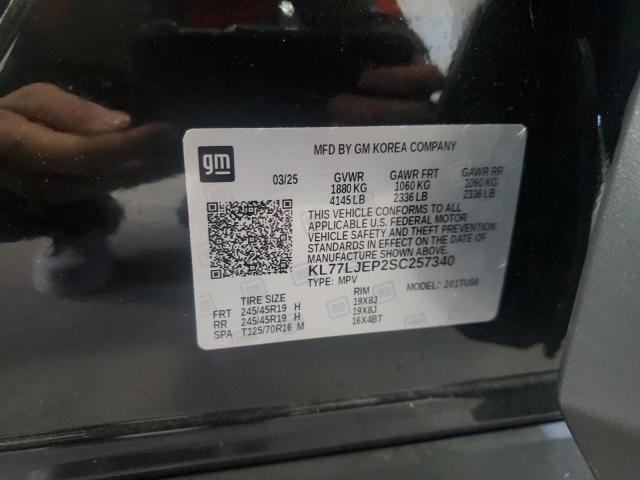 gm
MFD BY GM KOREA COMPANY
03/25 GVWR GAWR FRT GAWR RR
1880 KG 1060 KG 1060 KG
4145 LB 2336 LB 2336 LB
THIS VEHICLE CONFORMS TO ALL
APPLICABLE U.S. FEDERAL MOTOR
VEHICLE SAFETY AND THEFT PREVENTION
STANDARDS IN EFFECT ON THE DATE OF
MANUFACTURE SHOWN ABOVE.
KL77LJEP2SC257340
TYPE: MPV MODEL: 201TU58
TIRE SIZE RIM
FRT 245/45R19 H 19X8J
RR 245/45R19 H 19X8J
SPA T125/70R16 M 16X4BT